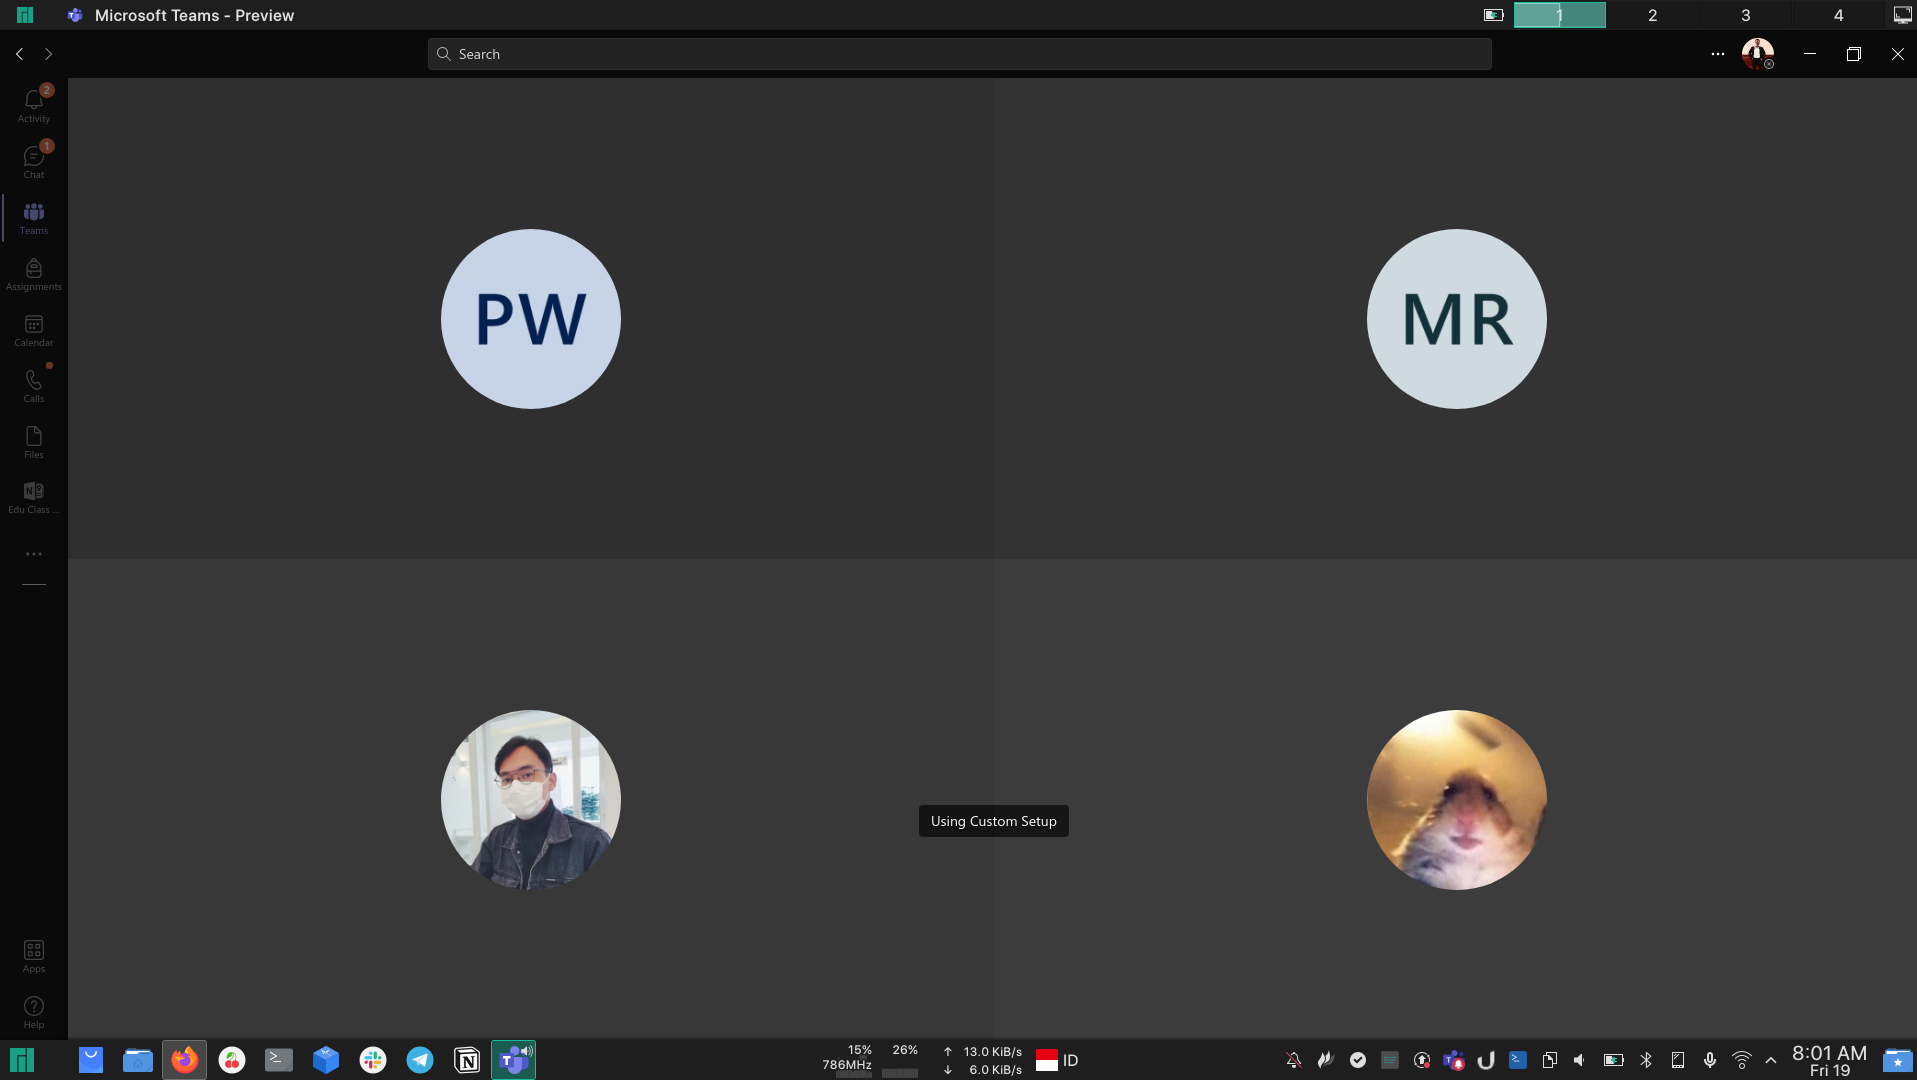 Microsoft Teams - Preview
1 2 3 4
Search
2
Activity
1
Chat
Teams
Assignments
Calendar
Calls
Files
Edu Class ...
PW
MR
Using Custom Setup
Apps
Help
15% 26% ↑ 13.0 KiB/s
786MHz ↓ 6.0 KiB/s
ID
8:01 AM
Fri 19